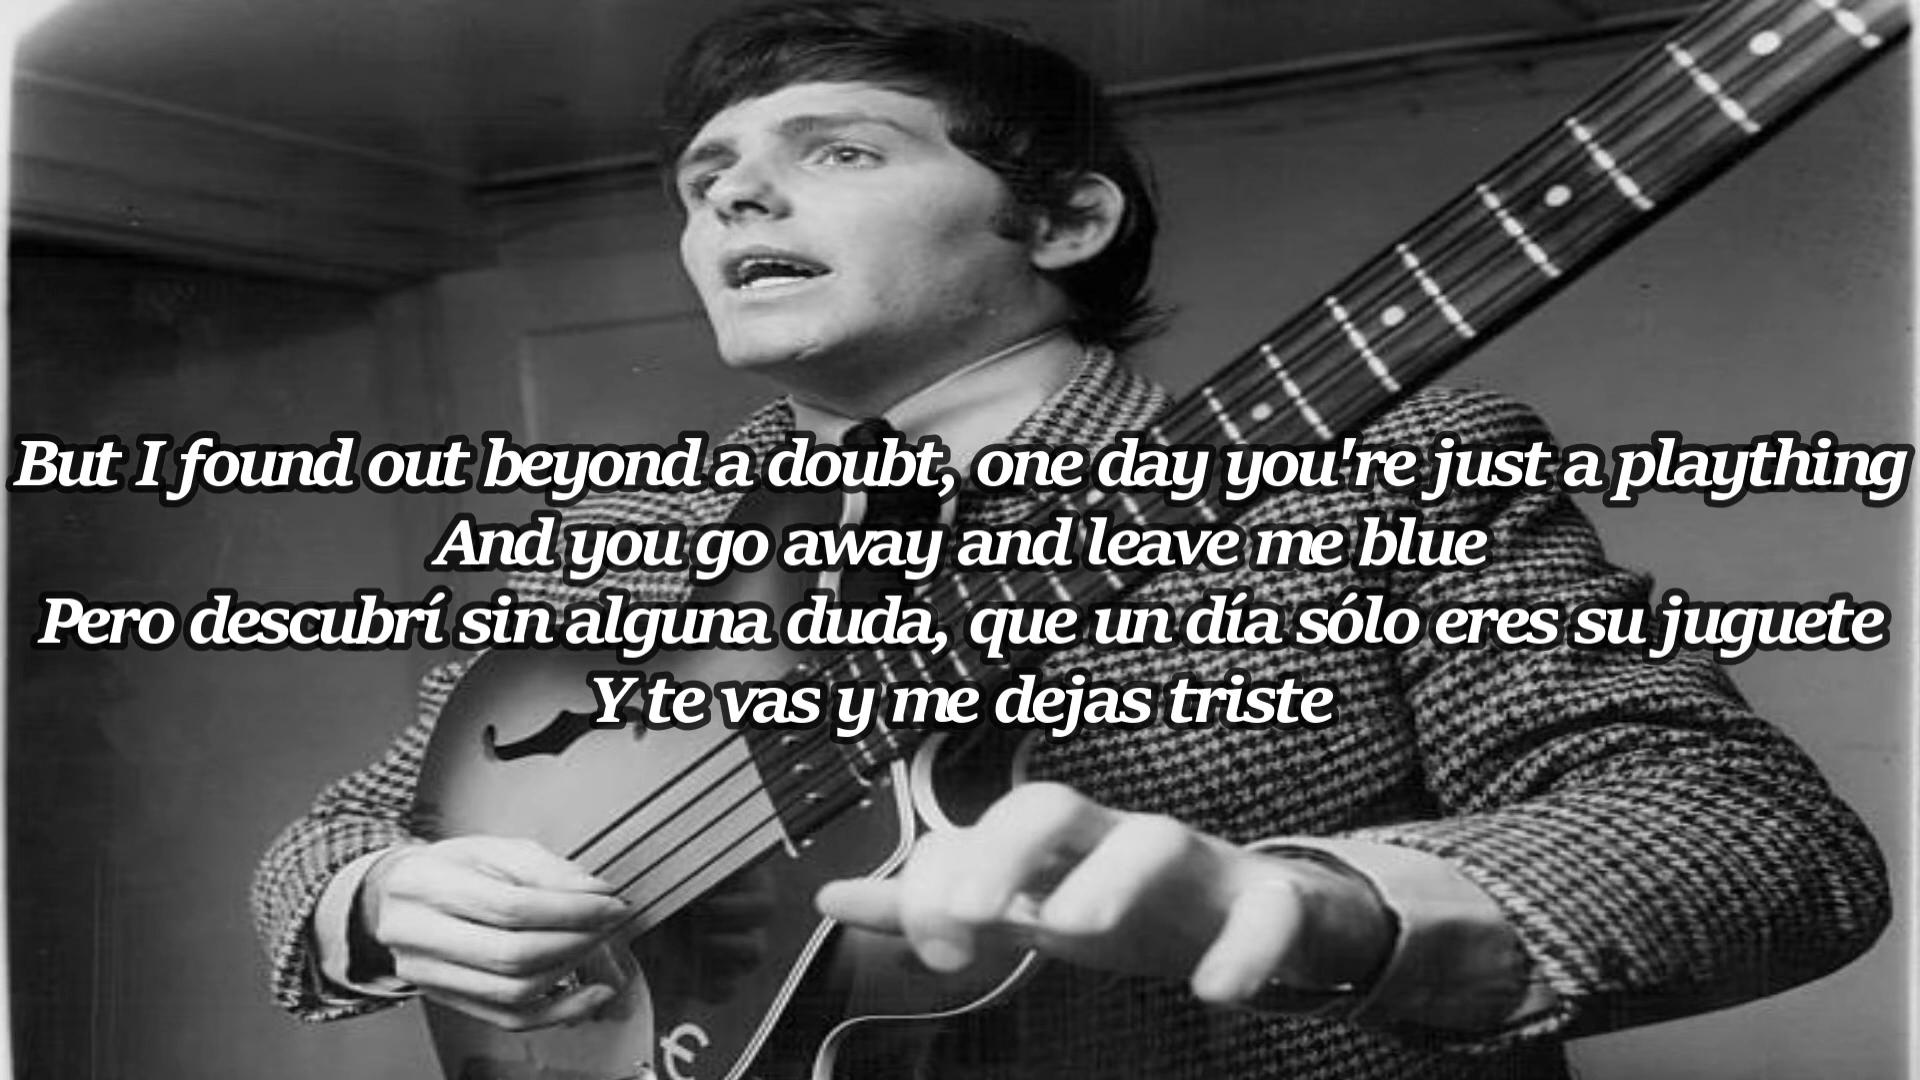 But I found out beyond a doubt, one day you're just a plaything
And you go away and leave me blue
Pero descubrí sin alguna duda, que un día sólo eres su juguete
Y te vas y me dejas triste